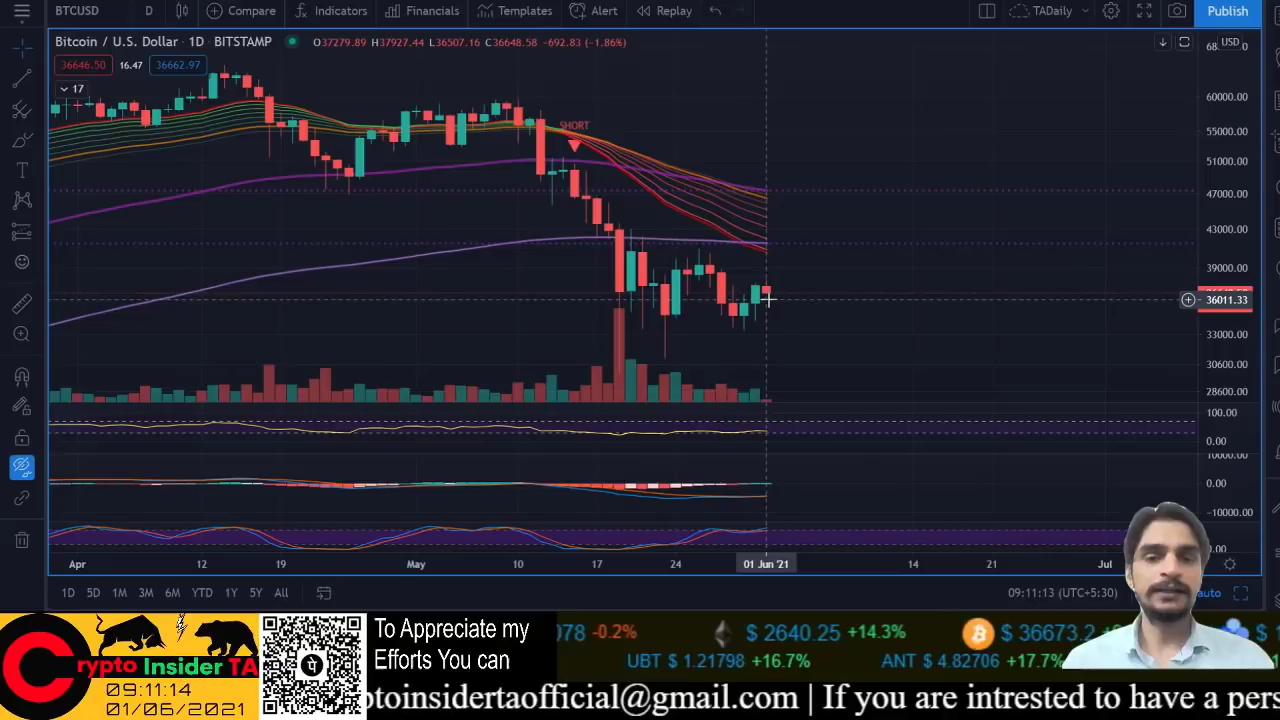 BTCUSD D Compare Indicators Financials Templates Alert Replay TADaily Publish
Bitcoin / U.S. Dollar · 1D · BITSTAMP O37279.89 H37927.44 L36507.16 C36648.58 -692.83 (-1.86%)
36646.50 16.47 36662.97
17
USD
60000.00
SHORT
55000.00
51000.00
47000.00
43000.00
39000.00
36011.33
33000.00
30600.00
28600.00
100.00
0.00
10000.00
0.00
-10000.00
Apr 12 19 May 10 17 24 01 Jun '21 14 21 Jul
1D 5D 1M 3M 6M YTD 1Y 5Y All 09:11:13 (UTC+5:30) auto
Crypto Insider TA
09:11:14
01/06/2021
To Appreciate my
Efforts You can
078 -0.2% $ 2640.25 +14.3% $ 36673.2
UBT $ 1.21798 +16.7% ANT $ 4.82706 +17.7%
ptoinsidertaofficial@gmail.com | If you are intrested to have a pers